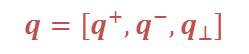 q = [q⁺, q⁻, q⊥]